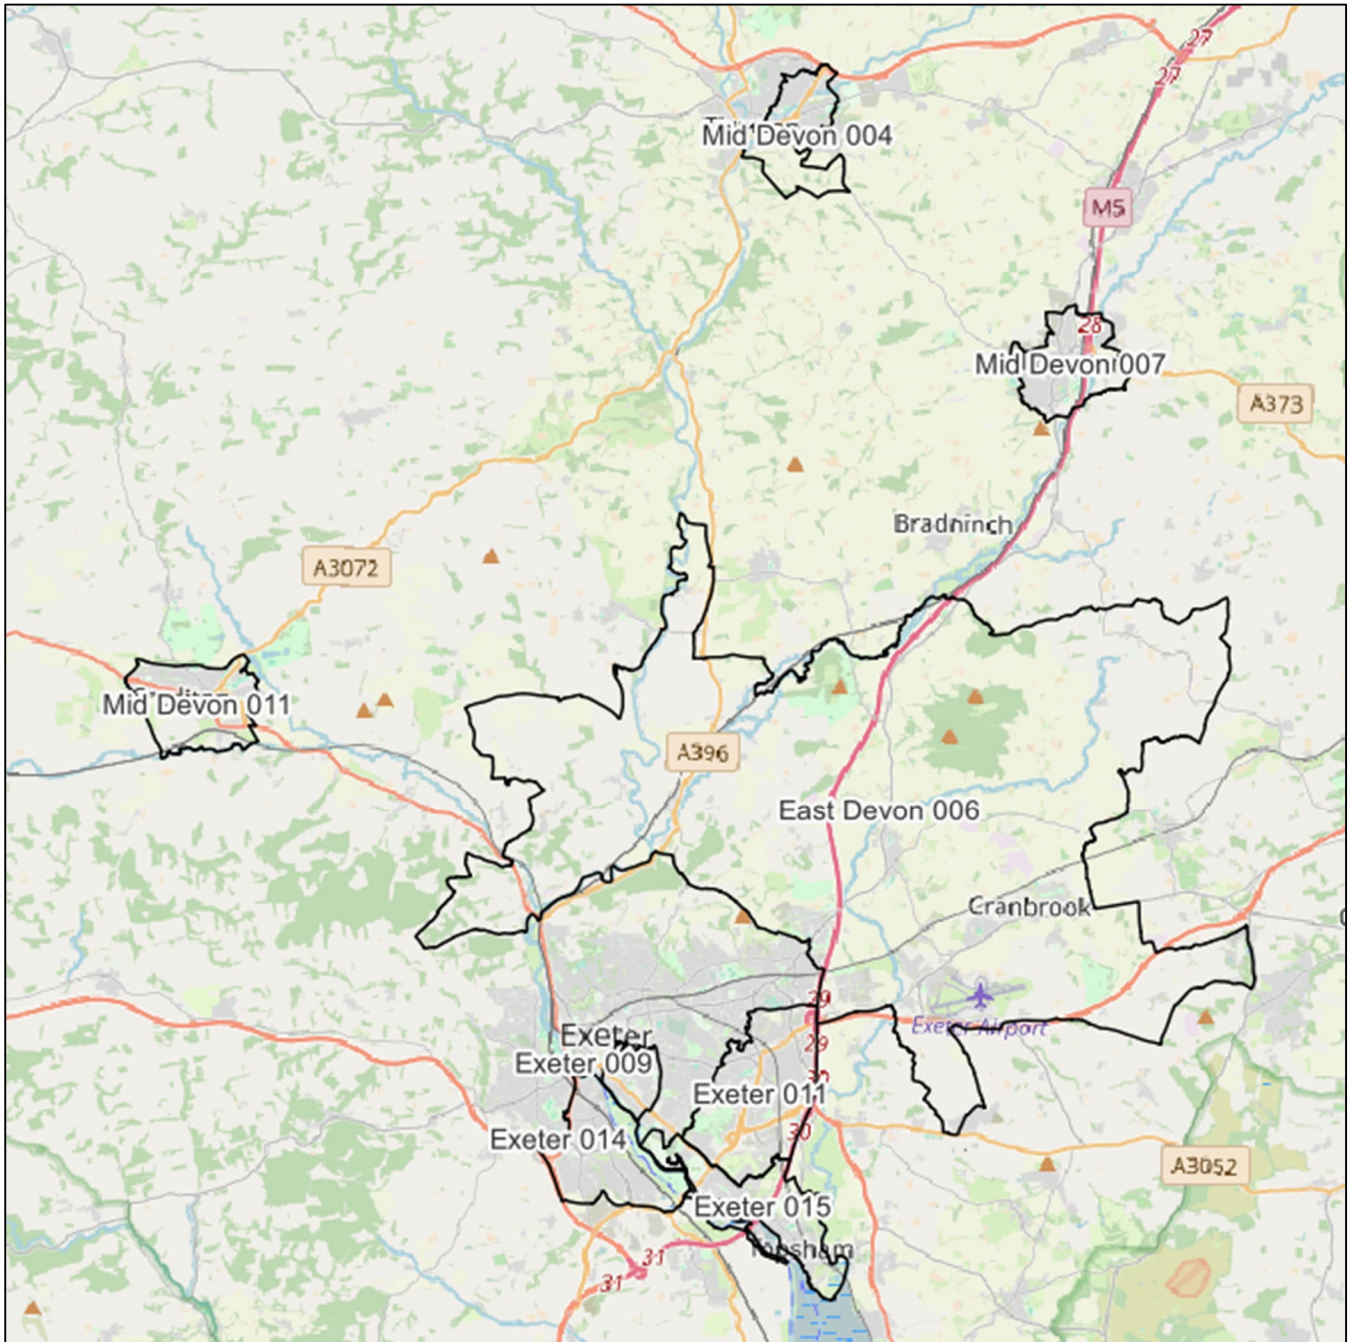 27
27
Mid Devon 004
M5
28
Mid Devon 007
A373
Bradninch
A3072
Mid Devon 011
A396
East Devon 006
Cranbrook
29
Exeter Airport
Exeter
29
Exeter 009
30
Exeter 011
30
Exeter 014
A3052
Exeter 015
Topsham
31
31